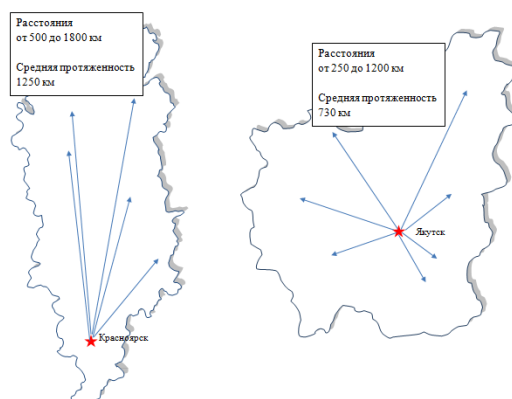 Расстояния
от 500 до 1800 км
Средняя протяженность
1250 км
Красноярск
Расстояния
от 250 до 1200 км
Средняя протяженность
730 км
Якутск